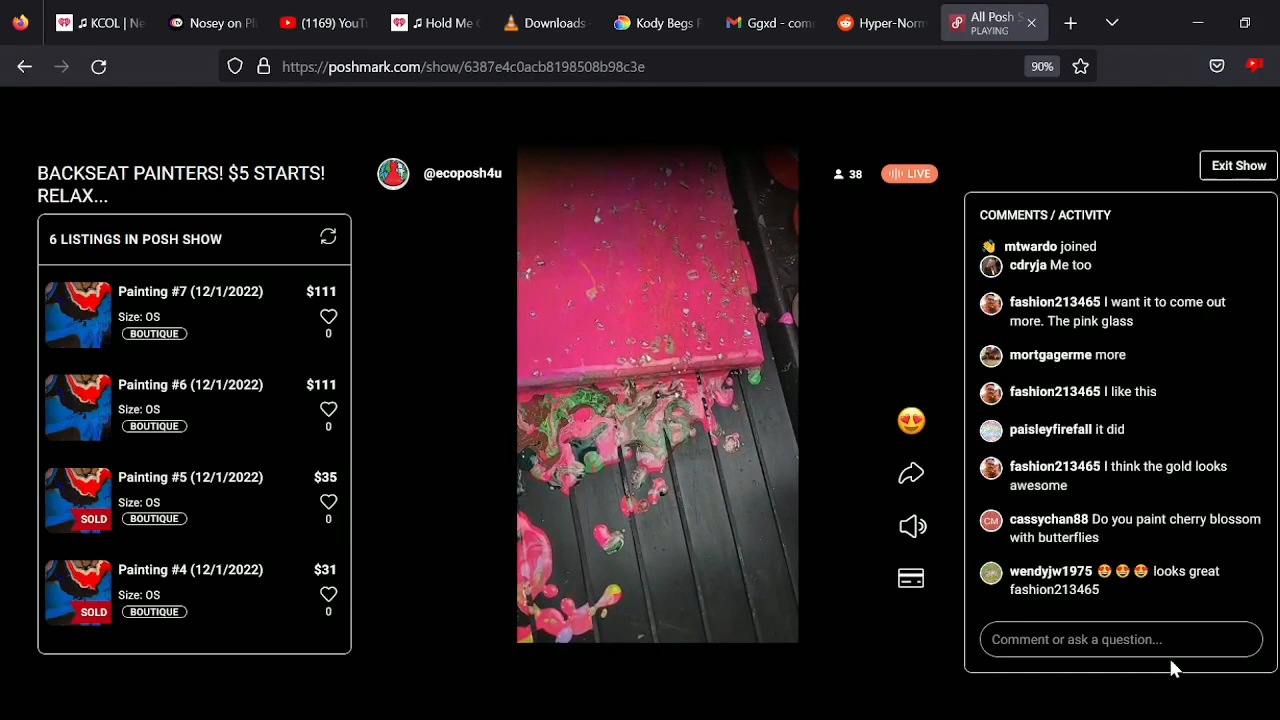 ♫ KCOL | Ne
Nosey on Pl
(1169) YouT
♫ Hold Me C
Downloads
Kody Begs F
Ggxd - com
Hyper-Norm
All Posh S
PLAYING
https://poshmark.com/show/6387e4c0acb8198508b98c3e
90%
BACKSEAT PAINTERS! $5 STARTS!
RELAX...
6 LISTINGS IN POSH SHOW
Painting #7 (12/1/2022) $111
Size: OS
BOUTIQUE
0
Painting #6 (12/1/2022) $111
Size: OS
BOUTIQUE
0
Painting #5 (12/1/2022) $35
Size: OS
SOLD
BOUTIQUE
0
Painting #4 (12/1/2022) $31
Size: OS
SOLD
BOUTIQUE
0
@ecoposh4u
38
LIVE
Exit Show
COMMENTS / ACTIVITY
mtwardo joined
cdryja Me too
fashion213465 I want it to come out
more. The pink glass
mortgagerme more
fashion213465 I like this
paisleyfirefall it did
fashion213465 I think the gold looks
awesome
CM
cassychan88 Do you paint cherry blossom
with butterflies
wendyjw1975 😍 😍 😍 looks great
fashion213465
Comment or ask a question...